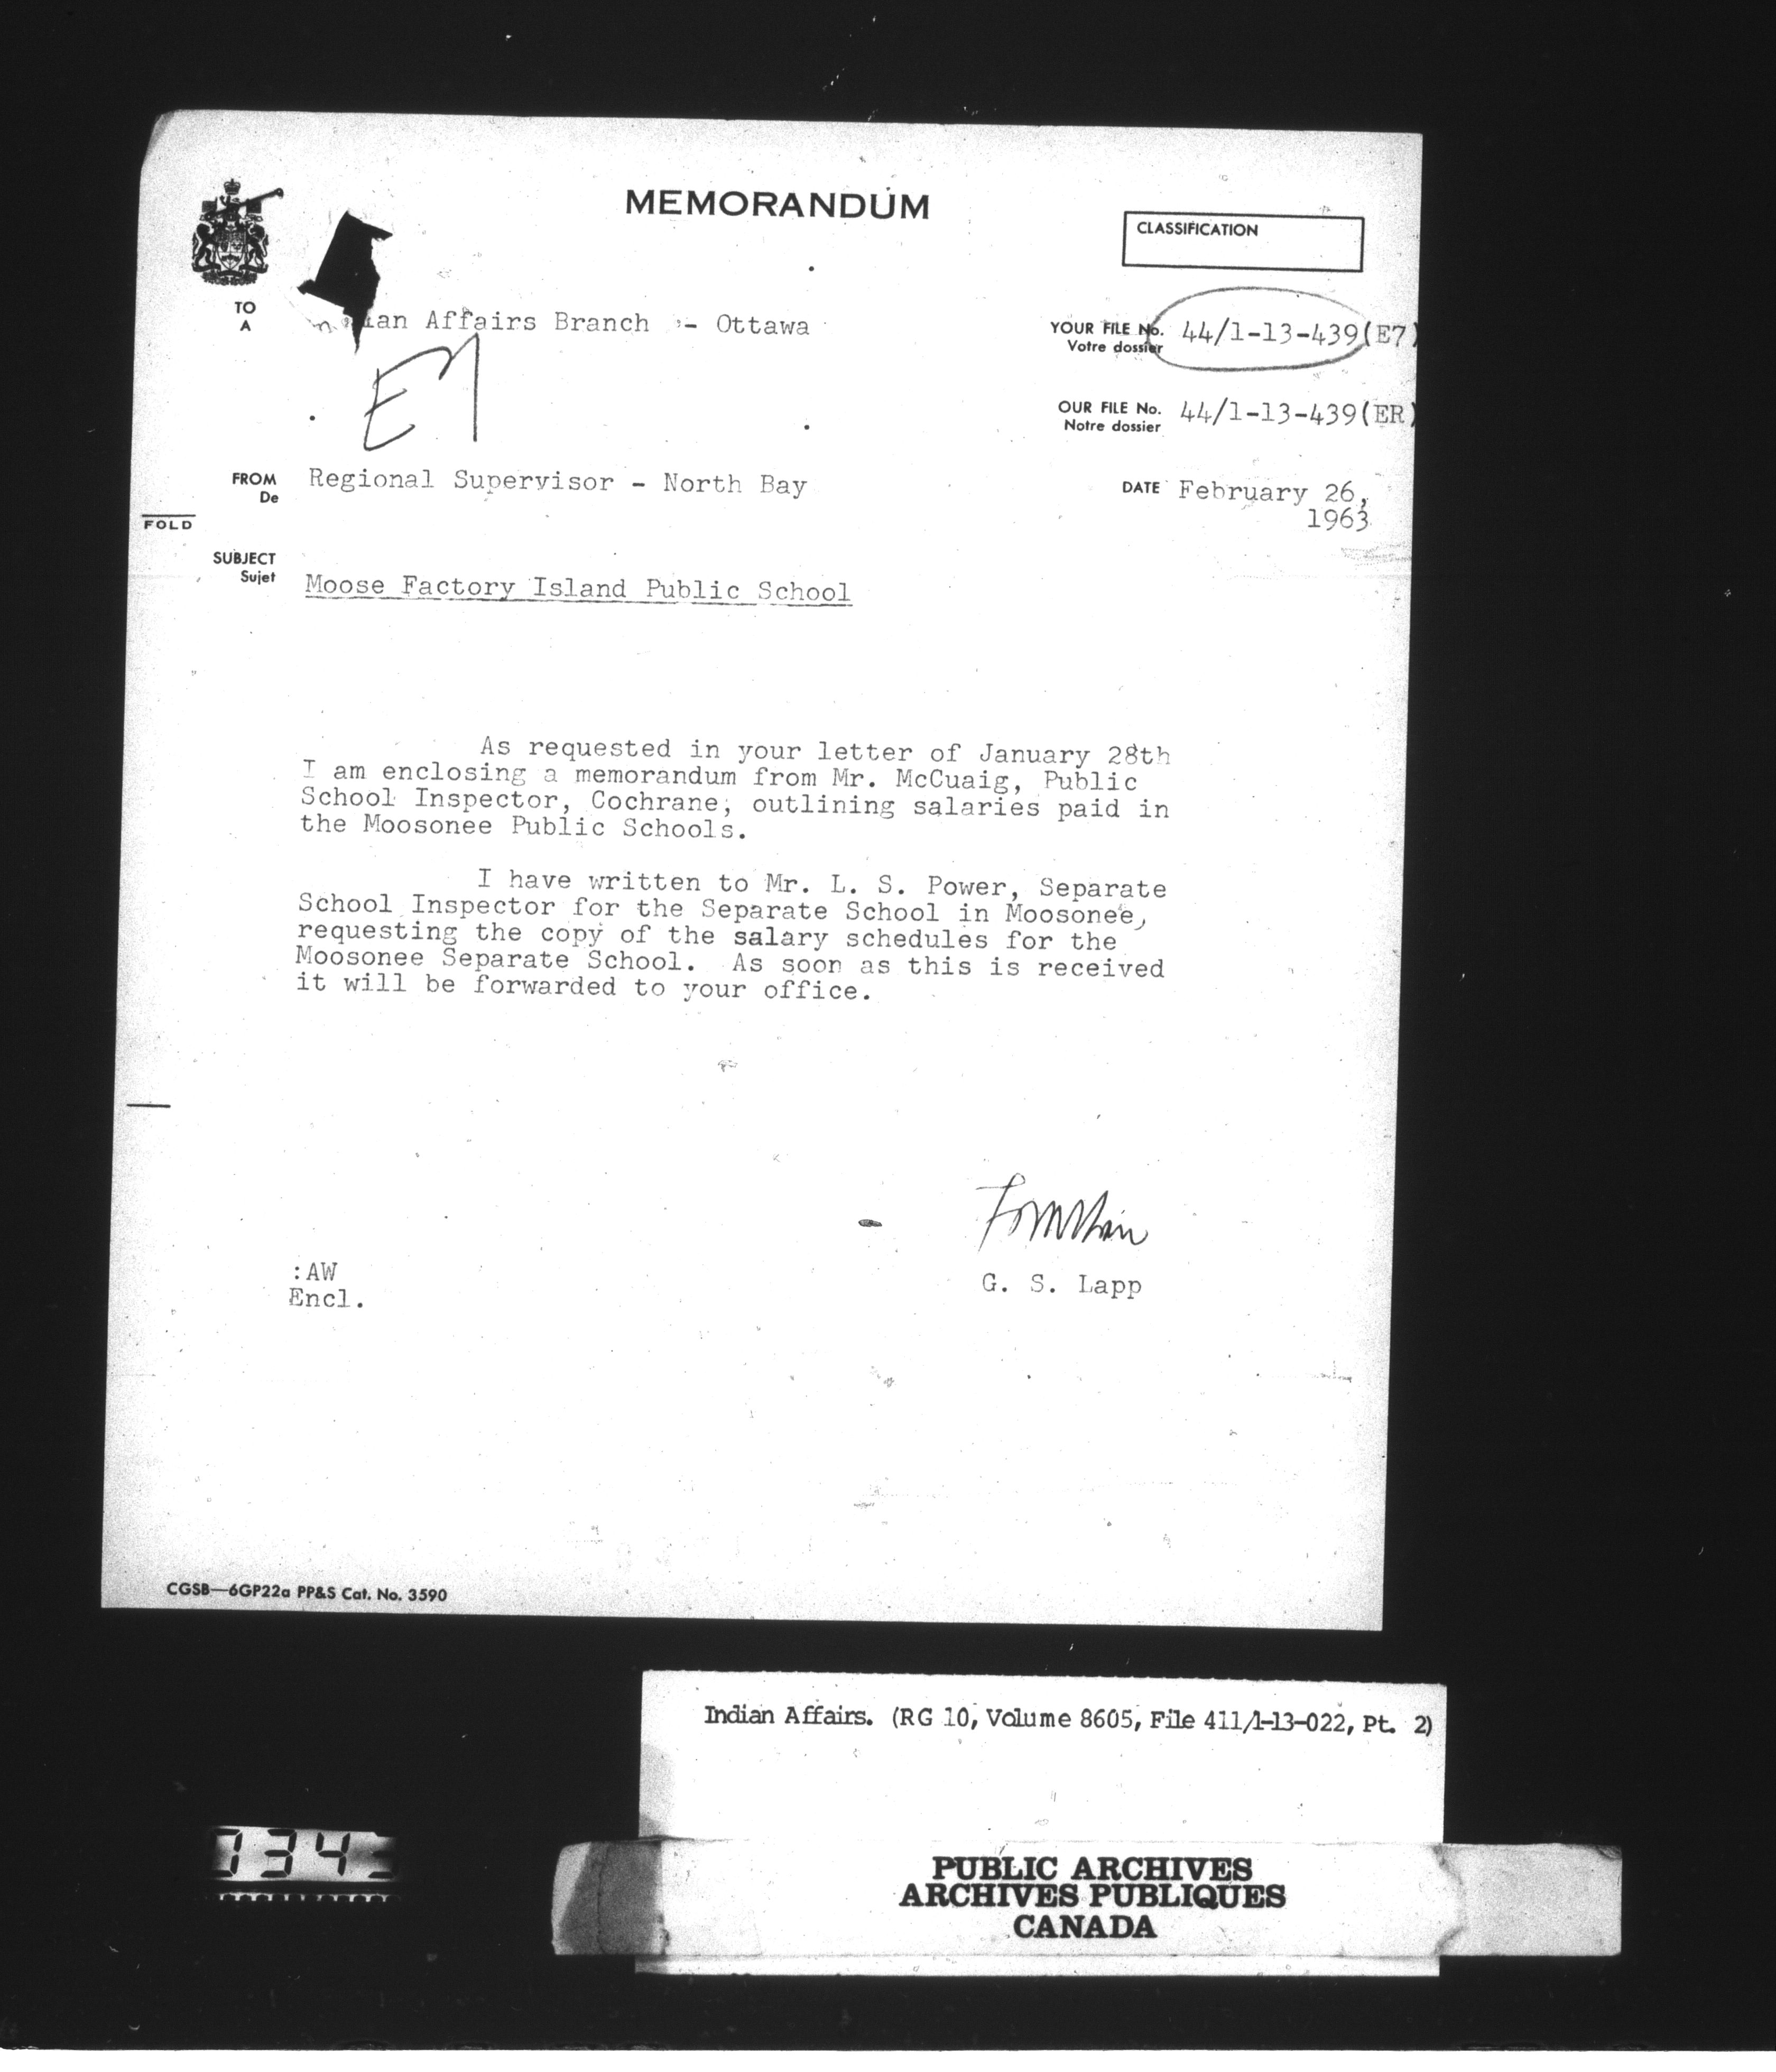 MEMORANDUM
CLASSIFICATION
TO
A
ian Affairs Branch - Ottawa
YOUR FILE No. 44/1-13-439(E7)
Votre dossier
E7
OUR FILE No. 44/1-13-439(ER)
Notre dossier
FROM Regional Supervisor - North Bay
De
DATE February 26,
1963
FOLD
SUBJECT
Sujet
Moose Factory Island Public School
As requested in your letter of January 28th
I am enclosing a memorandum from Mr. McCuaig, Public
School Inspector, Cochrane, outlining salaries paid in
the Moosonee Public Schools.
I have written to Mr. L. S. Power, Separate
School Inspector for the Separate School in Moosonee,
requesting the copy of the salary schedules for the
Moosonee Separate School. As soon as this is received
it will be forwarded to your office.
:AW
Encl.
G. S. Lapp
CGSB—6GP22a PP&S Cat. No. 3590
Indian Affairs. (RG 10, Volume 8605, File 411/1-13-022, Pt. 2)
PUBLIC ARCHIVES
ARCHIVES PUBLIQUES
CANADA